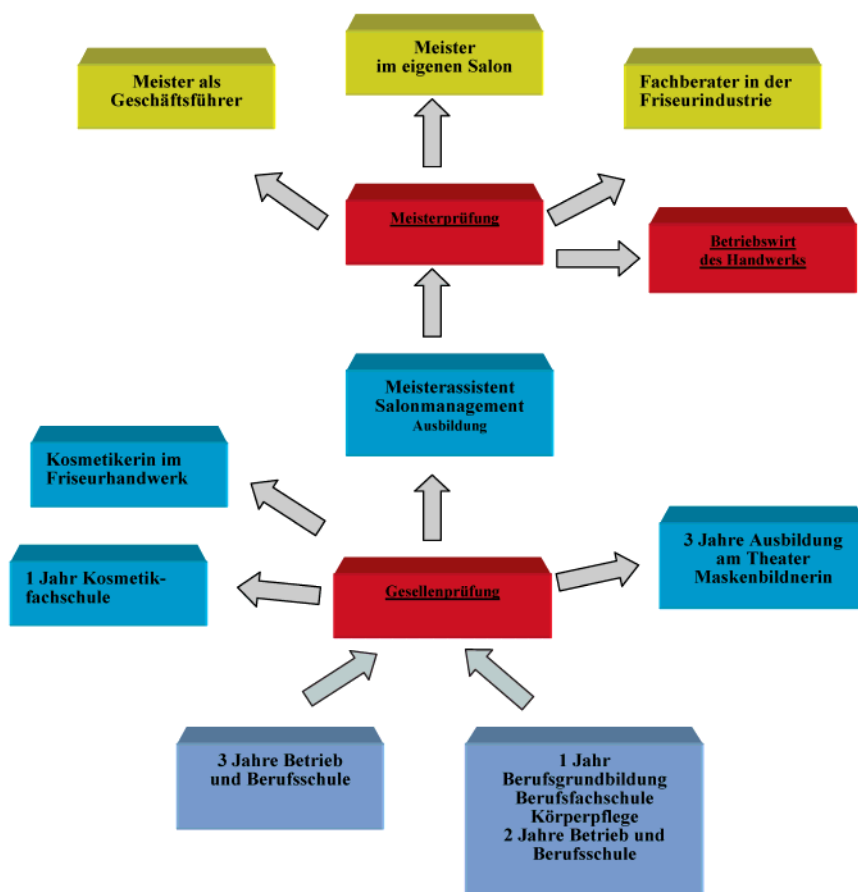 Meister
im eigenen Salon
Meister als
Geschäftsführer
Fachberater in der
Friseurindustrie
Meisterprüfung
Betriebswirt
des Handwerks
Meisterassistent
Salonmanagement
Ausbildung
Kosmetikerin im
Friseurhandwerk
3 Jahre Ausbildung
am Theater
Maskenbildnerin
1 Jahr Kosmetik-
fachschule
Gesellenprüfung
3 Jahre Betrieb
und Berufsschule
1 Jahr
Berufsgrundbildung
Berufsfachschule
Körperpflege
2 Jahre Betrieb und
Berufsschule